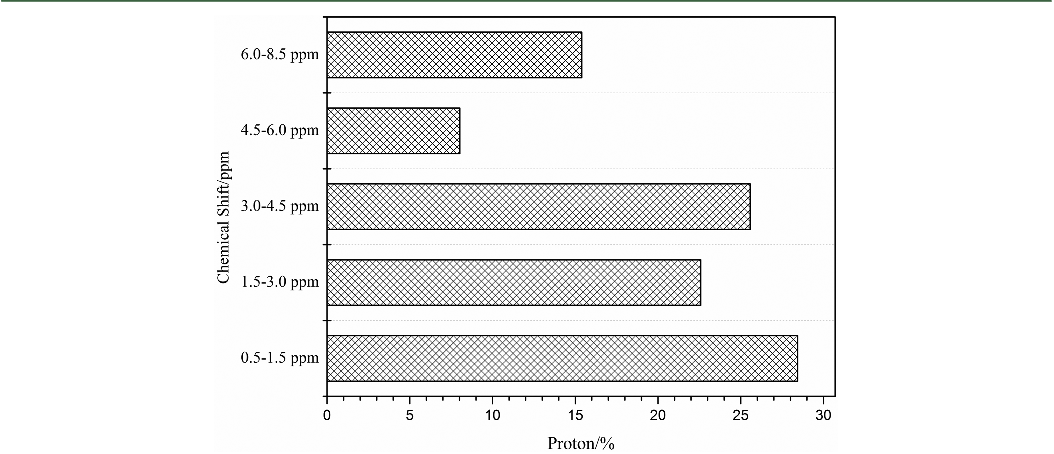 6.0-8.5 ppm
4.5-6.0 ppm
3.0-4.5 ppm
1.5-3.0 ppm
0.5-1.5 ppm
Chemical Shift/ppm
0 5 10 15 20 25 30
Proton/%